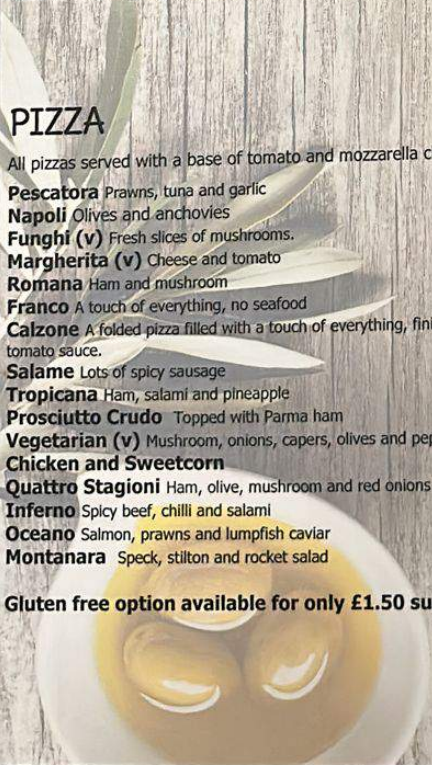 PIZZA
All pizzas served with a base of tomato and mozzarella
Pescatora Prawns, tuna and garlic
Napoli Olives and anchovies
Funghi (v) Fresh slices of mushrooms.
Margherita (v) Cheese and tomato
Romana Ham and mushroom
Franco A touch of everything, no seafood
Calzone A folded pizza filled with a touch of everything,
tomato sauce.
Salame Lots of spicy sausage
Tropicana Ham, salami and pineapple
Prosciutto Crudo Topped with Parma ham
Vegetarian (v) Mushroom, onions, capers, olives and
Chicken and Sweetcorn
Quattro Stagioni Ham, olive, mushroom and red onions
Inferno Spicy beef, chilli and salami
Oceano Salmon, prawns and lumpfish caviar
Montanara Speck, stilton and rocket salad
Gluten free option available for only £1.50